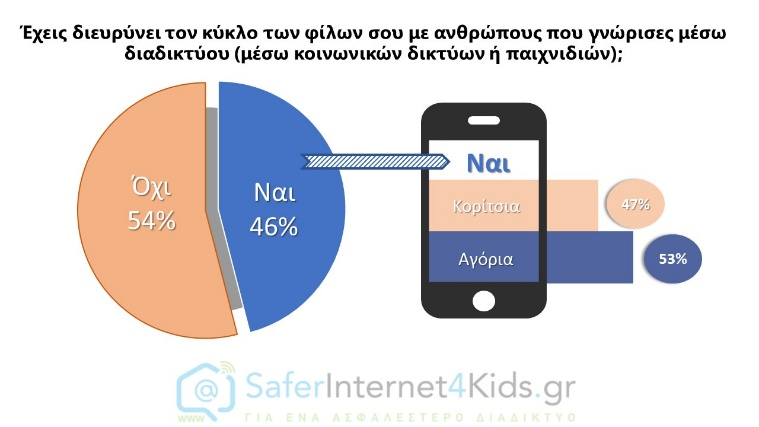 Έχεις διευρύνει τον κύκλο των φίλων σου με ανθρώπους που γνώρισες μέσω
διαδικτύου (μέσω κοινωνικών δικτύων ή παιχνιδιών);
Όχι
54%
Ναι
46%
Ναι
Κορίτσια
47%
Αγόρια
53%
@
www
SaferInternet4Kids.gr
ΓΙΑ ΕΝΑ ΑΣΦΑΛΕΣΤΕΡΟ ΔΙΑΔΙΚΤΥΟ